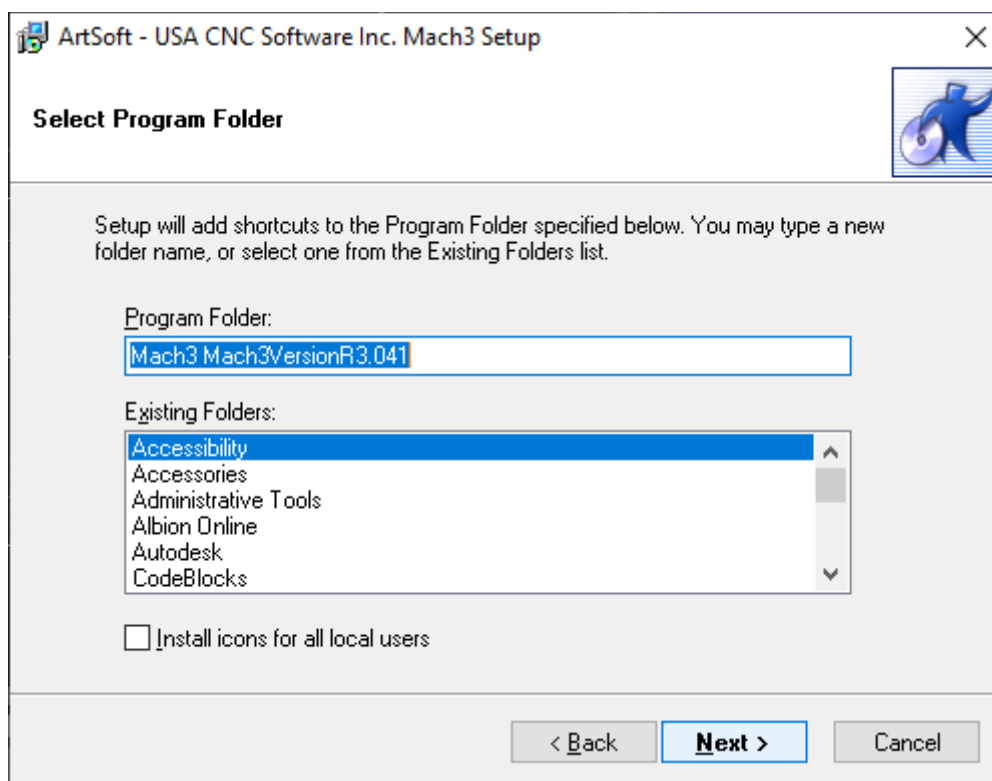 ArtSoft - USA CNC Software Inc. Mach3 Setup
Select Program Folder
Setup will add shortcuts to the Program Folder specified below. You may type a new
folder name, or select one from the Existing Folders list.
Program Folder:
Mach3 Mach3VersionR3.041
Existing Folders:
Accessibility
Accessories
Administrative Tools
Albion Online
Autodesk
CodeBlocks
Install icons for all local users
< Back
Next >
Cancel